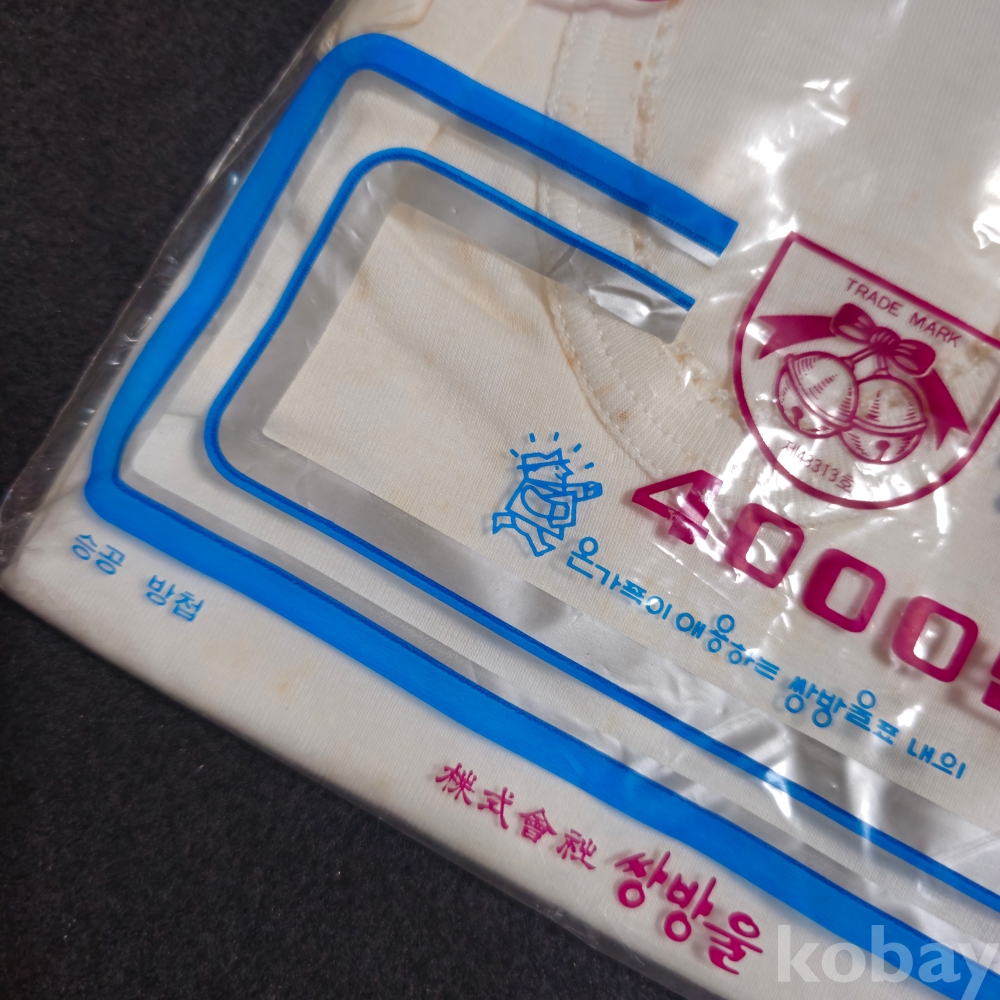 TRADE MARK
제43313호
400
온가족이 애용하는 쌍방울표 내의
승공 방첩
株式會社 쌍방울
kobay